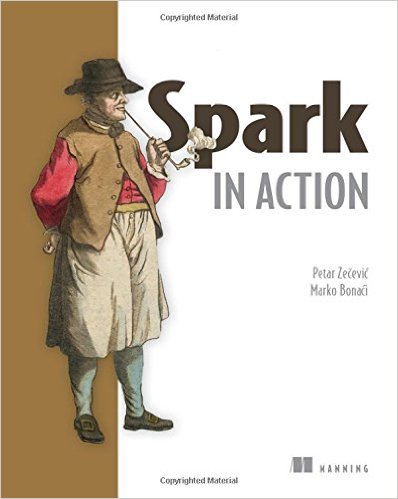 Copyrighted Material
Spark
IN ACTION
Petar Zečević
Marko Bonaći
MANNING
Copyrighted Material